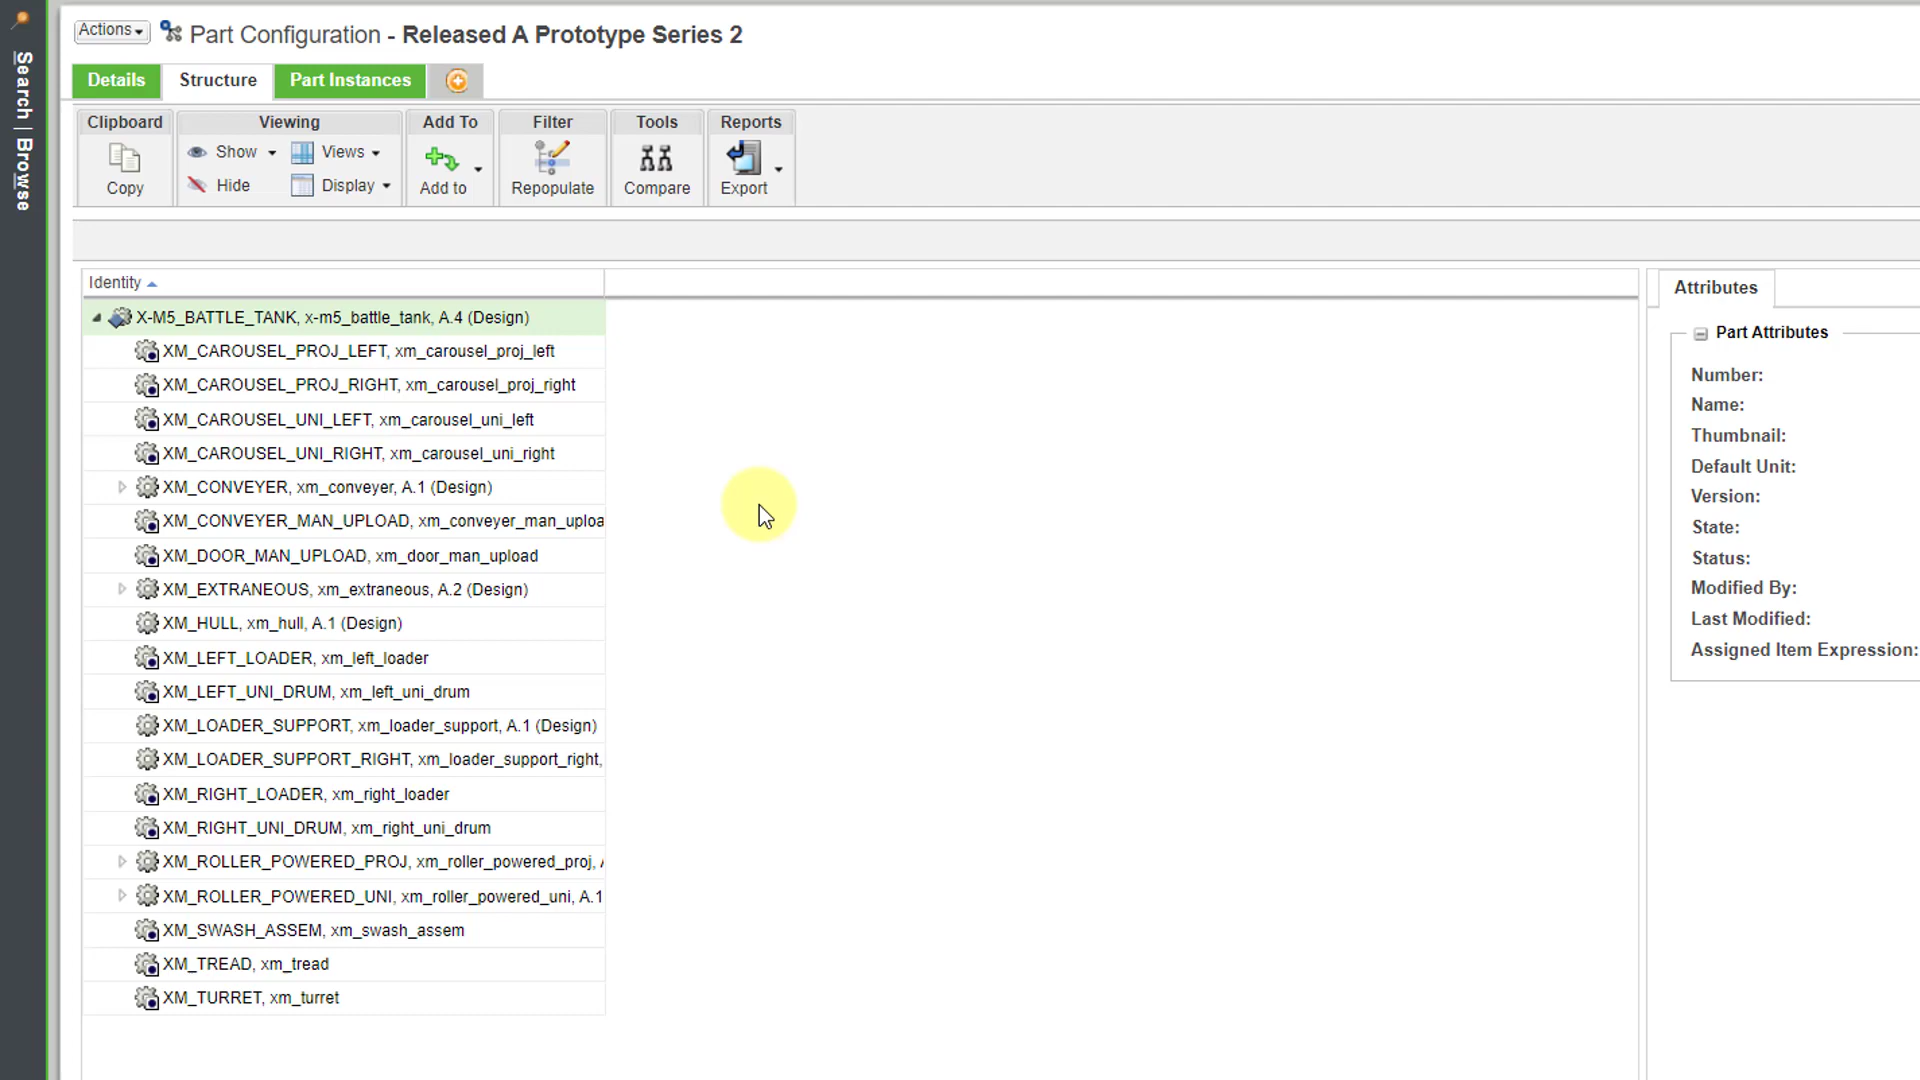 Search | Browse
Actions
Part Configuration - Released A Prototype Series 2
Details Structure Part Instances
Clipboard Viewing Add To Filter Tools Reports
Show Views
Hide Display
Copy Add to Repopulate Compare Export
Identity
X-M5_BATTLE_TANK, x-m5_battle_tank, A.4 (Design)
XM_CAROUSEL_PROJ_LEFT, xm_carousel_proj_left
XM_CAROUSEL_PROJ_RIGHT, xm_carousel_proj_right
XM_CAROUSEL_UNI_LEFT, xm_carousel_uni_left
XM_CAROUSEL_UNI_RIGHT, xm_carousel_uni_right
XM_CONVEYER, xm_conveyer, A.1 (Design)
XM_CONVEYER_MAN_UPLOAD, xm_conveyer_man_uploa
XM_DOOR_MAN_UPLOAD, xm_door_man_upload
XM_EXTRANEOUS, xm_extraneous, A.2 (Design)
XM_HULL, xm_hull, A.1 (Design)
XM_LEFT_LOADER, xm_left_loader
XM_LEFT_UNI_DRUM, xm_left_uni_drum
XM_LOADER_SUPPORT, xm_loader_support, A.1 (Design)
XM_LOADER_SUPPORT_RIGHT, xm_loader_support_right,
XM_RIGHT_LOADER, xm_right_loader
XM_RIGHT_UNI_DRUM, xm_right_uni_drum
XM_ROLLER_POWERED_PROJ, xm_roller_powered_proj,
XM_ROLLER_POWERED_UNI, xm_roller_powered_uni, A.1
XM_SWASH_ASSEM, xm_swash_assem
XM_TREAD, xm_tread
XM_TURRET, xm_turret
Attributes
Part Attributes
Number:
Name:
Thumbnail:
Default Unit:
Version:
State:
Status:
Modified By:
Last Modified:
Assigned Item Expression: